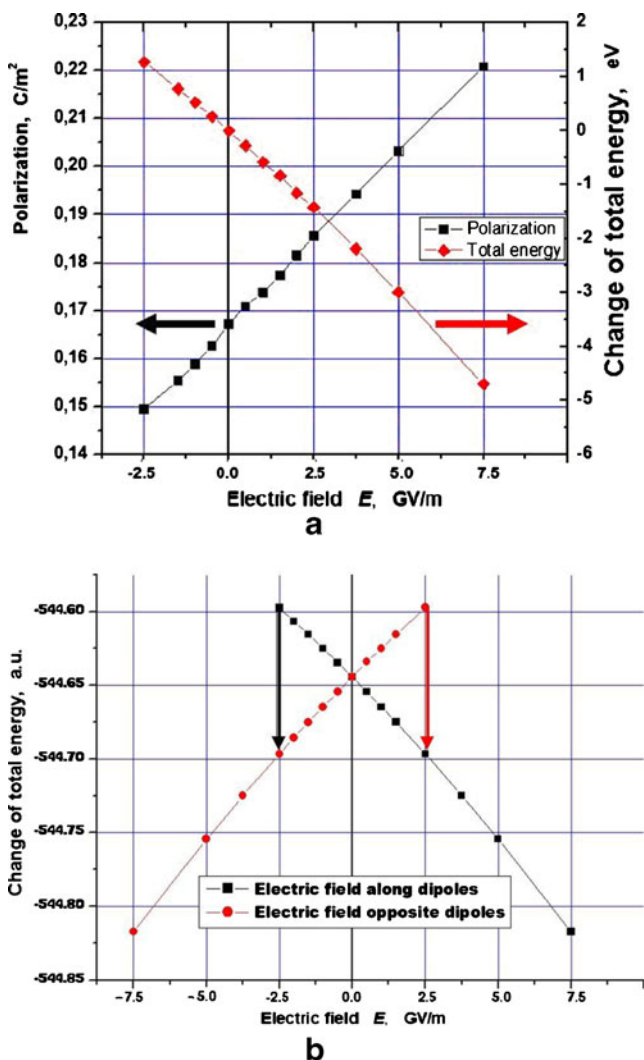 0,23
0,22
0,21
0,20
0,19
0,18
0,17
0,16
0,15
0,14
Polarization, C/m²
2
1
0
-1
-2
-3
-4
-5
-6
Change of total energy, eV
Polarization
Total energy
-2.5 0.0 2.5 5.0 7.5
Electric field E, GV/m
a
-544.60
-544.65
-544.70
-544.75
-544.80
-544.85
Change of total energy, a.u.
Electric field along dipoles
Electric field opposite dipoles
-7.5 -5.0 -2.5 0.0 2.5 5.0 7.5
Electric field E, GV/m
b